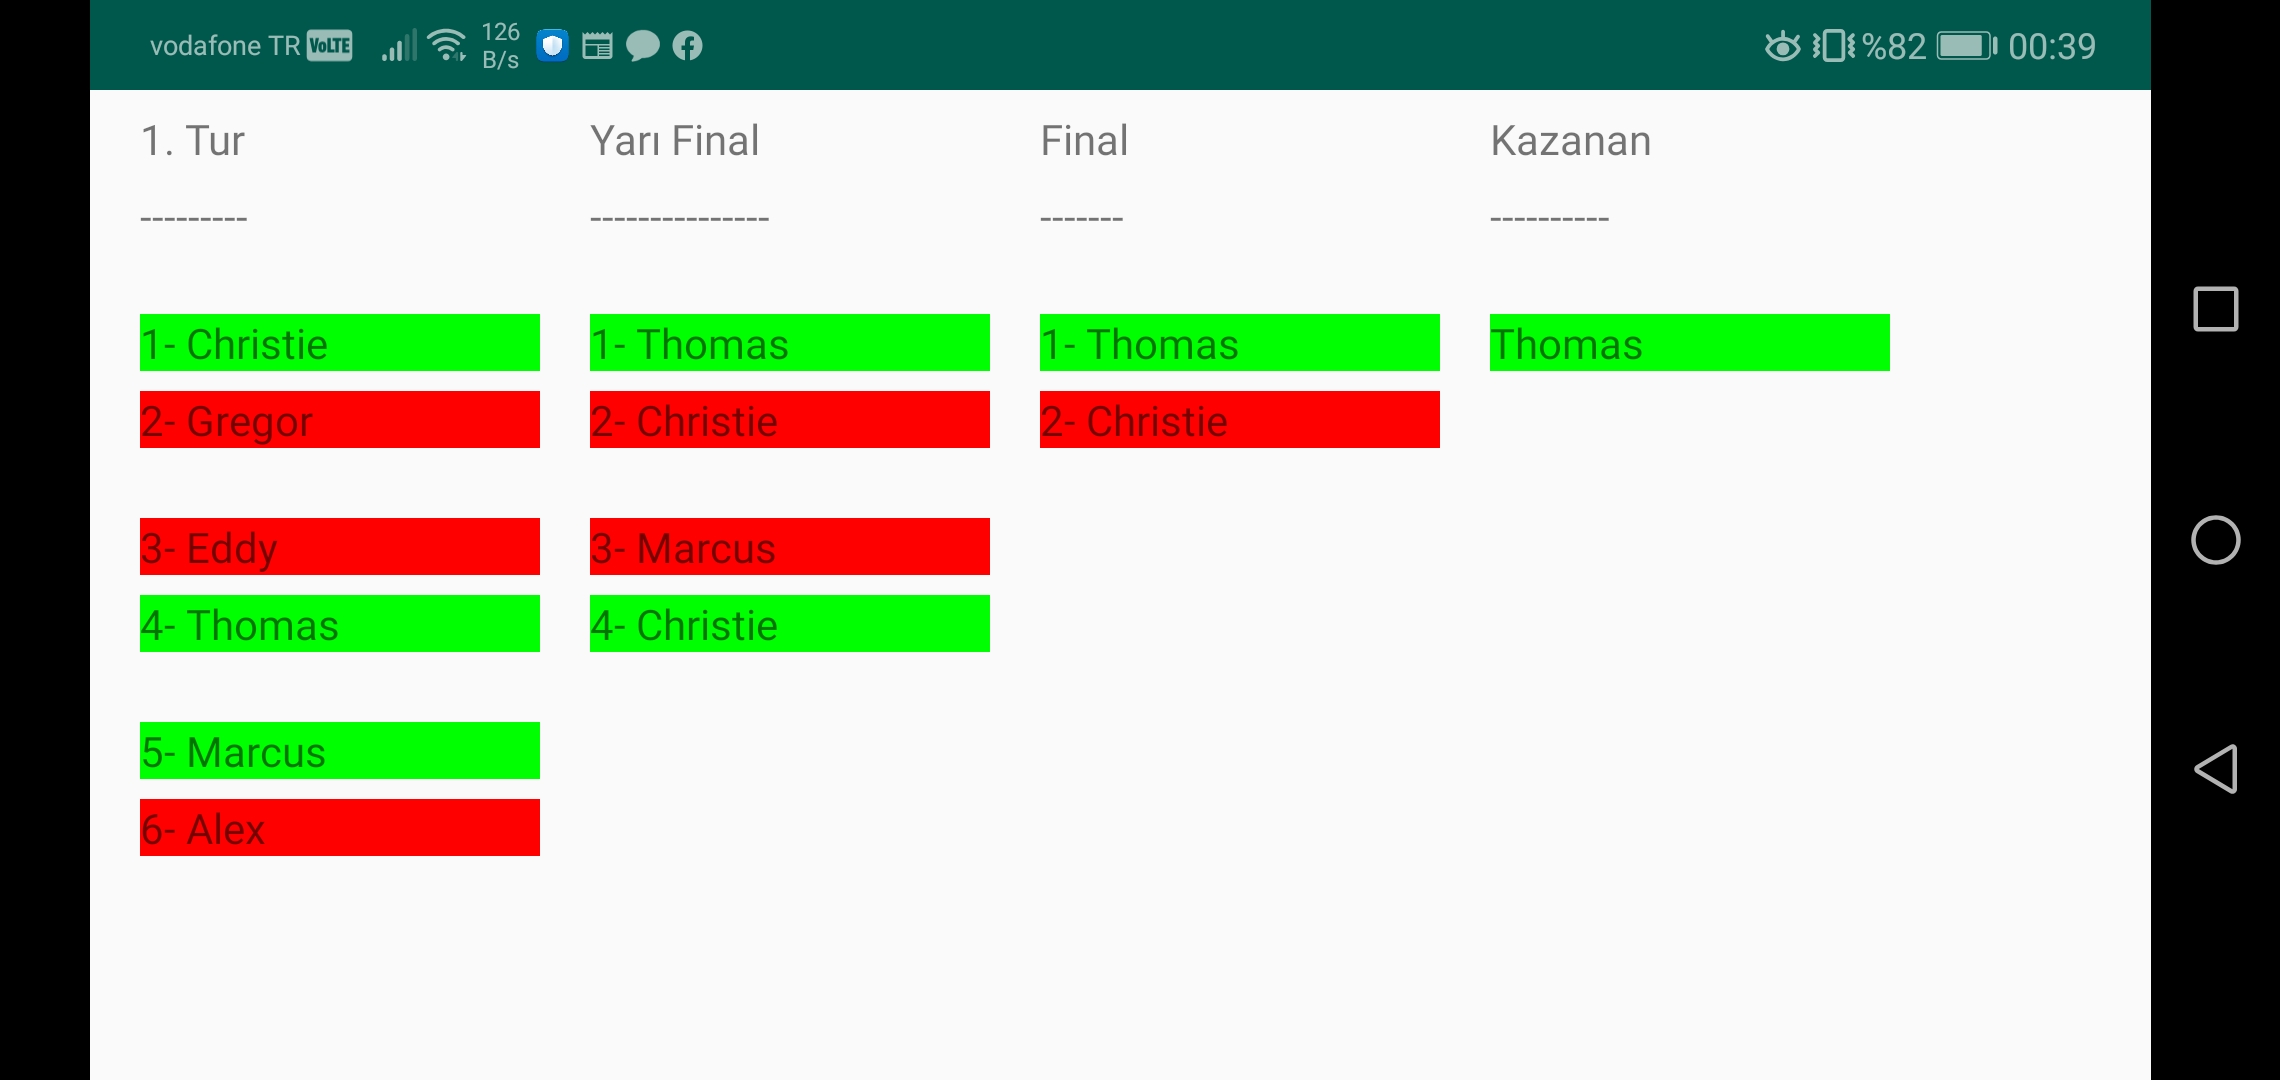 vodafone TR VoLTE 126 B/s %82 00:39
1. Tur
---------
1- Christie
2- Gregor
3- Eddy
4- Thomas
5- Marcus
6- Alex
Yarı Final
---------------
1- Thomas
2- Christie
3- Marcus
4- Christie
Final
-------
1- Thomas
2- Christie
Kazanan
----------
Thomas